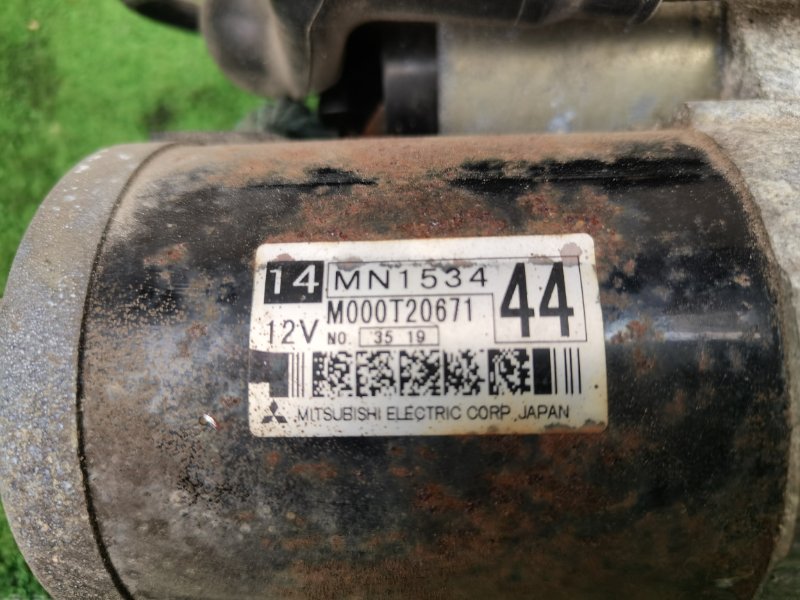 14 MN1534 44
M000T20671
12V NO. 35 19
MITSUBISHI ELECTRIC CORP. JAPAN